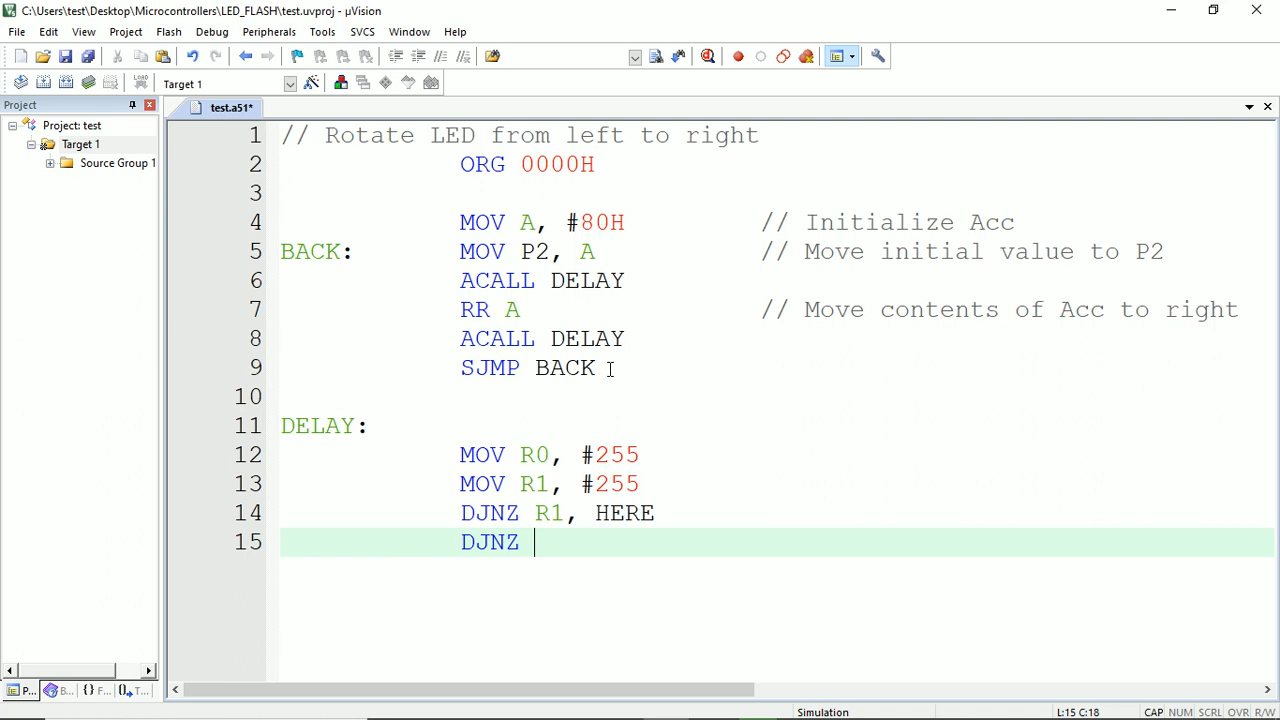 C:\Users\test\Desktop\Microcontrollers\LED_FLASH\test.uvproj - µVision
File Edit View Project Flash Debug Peripherals Tools SVCS Window Help
LOAD Target 1
Project
test.a51*
Project: test
Target 1
Source Group 1
1 // Rotate LED from left to right
2 ORG 0000H
3
4 MOV A, #80H // Initialize Acc
5 BACK: MOV P2, A // Move initial value to P2
6 ACALL DELAY
7 RR A // Move contents of Acc to right
8 ACALL DELAY
9 SJMP BACK
10
11 DELAY:
12 MOV R0, #255
13 MOV R1, #255
14 DJNZ R1, HERE
15 DJNZ
P... B... {} F... 0→ T...
Simulation L:15 C:18 CAP NUM SCRL OVR R/W